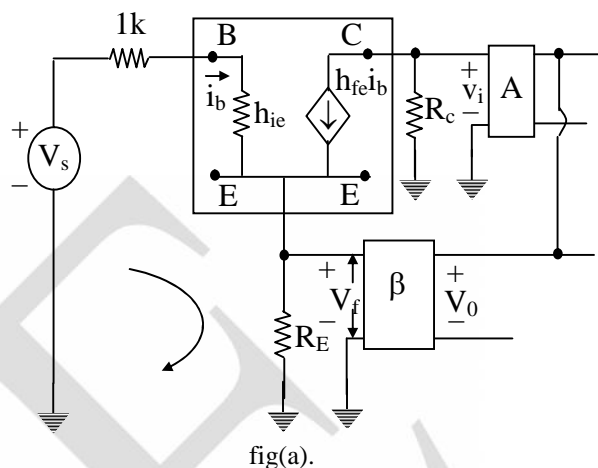 1k
B
C
i_b
h_ie
h_fe i_b
R_c
+
v_i
−
A
+
V_s
−
E
E
+
V_f
−
β
+
V_0
−
R_E
fig(a).